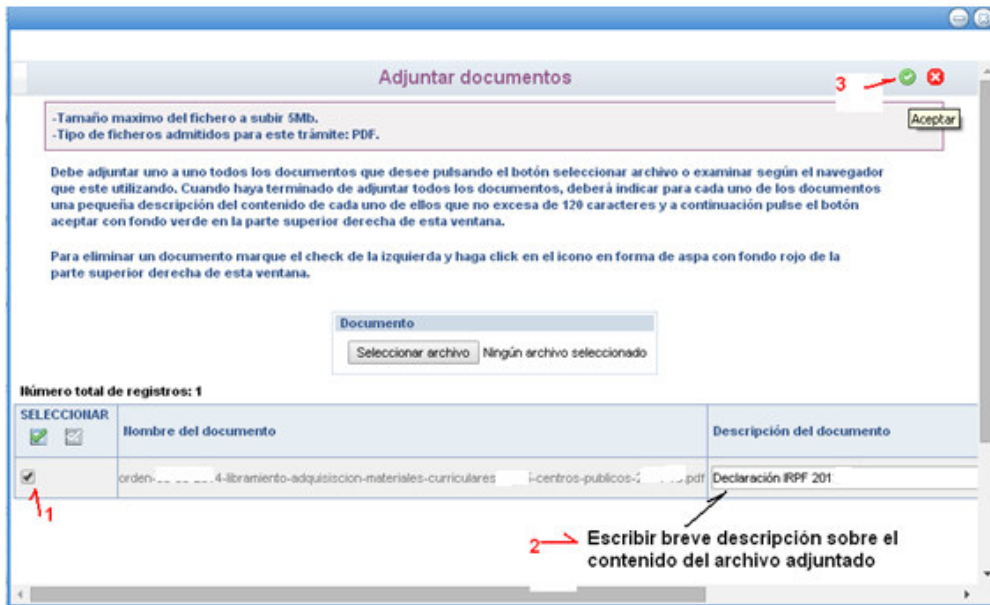 Adjuntar documentos
3
-Tamaño maximo del fichero a subir 5Mb.
-Tipo de ficheros admitidos para este trámite: PDF.
Aceptar
Debe adjuntar uno a uno todos los documentos que desee pulsando el botón seleccionar archivo o examinar según el navegador
que este utilizando. Cuando haya terminado de adjuntar todos los documentos, deberá indicar para cada uno de los documentos
una pequeña descripción del contenido de cada uno de ellos que no excesa de 120 caracteres y a continuación pulse el botón
aceptar con fondo verde en la parte superior derecha de esta ventana.
Para eliminar un documento marque el check de la izquierda y haga click en el icono en forma de aspa con fondo rojo de la
parte superior derecha de esta ventana.
Documento
Seleccionar archivo Ningún archivo seleccionado
Número total de registros: 1
SELECCIONAR
Nombre del documento Descripción del documento
orden- 4-libramiento-adquisiscion-materiales-curriculares -centros-publicos-2 .pdf Declaración IRPF 201
1
2 Escribir breve descripción sobre el
contenido del archivo adjuntado